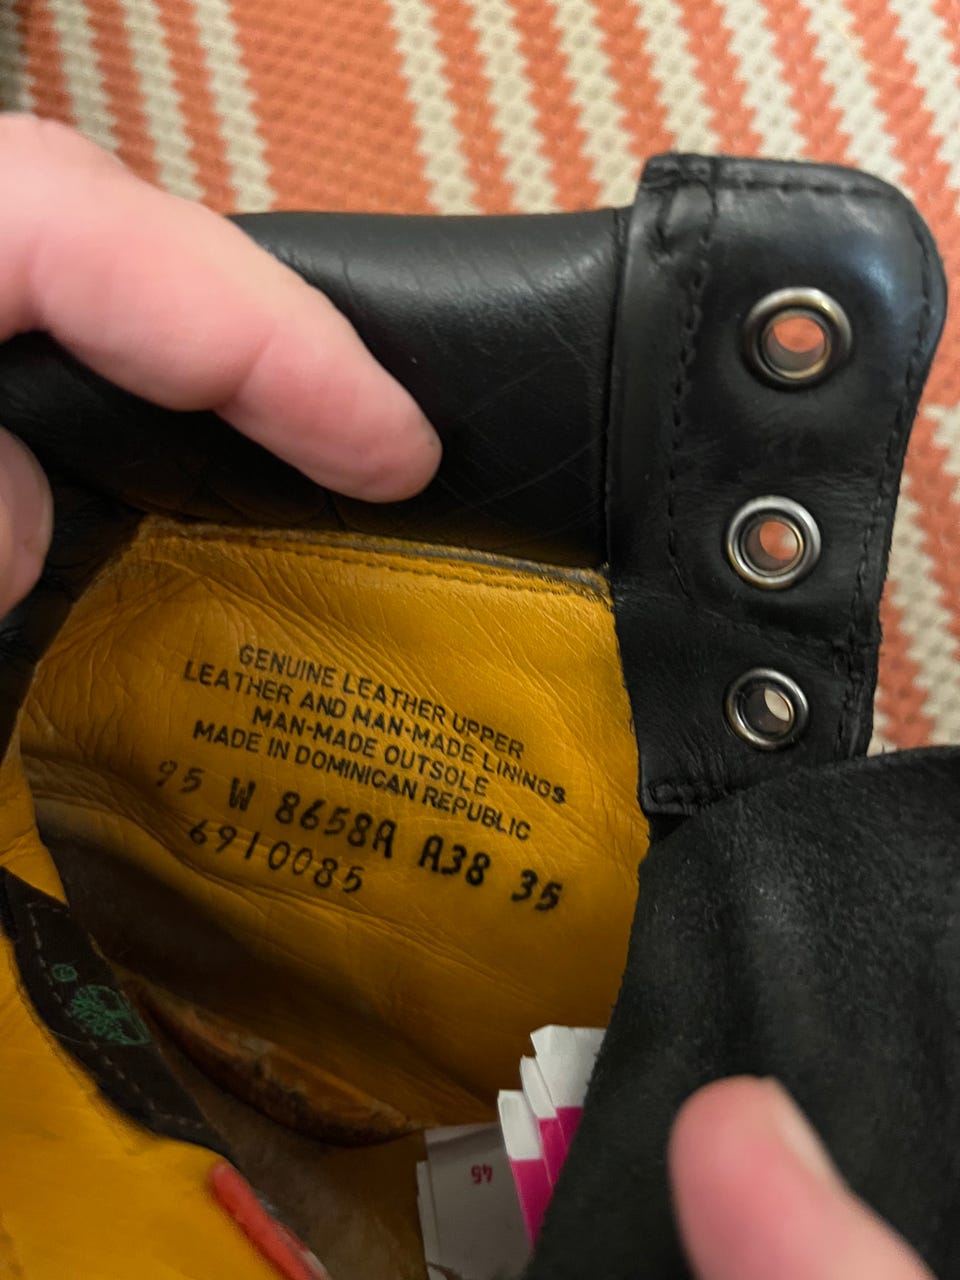 GENUINE LEATHER UPPER
LEATHER AND MAN-MADE LININGS
MAN-MADE OUTSOLE
MADE IN DOMINICAN REPUBLIC
95 W 8658A A38 35
6910085
45